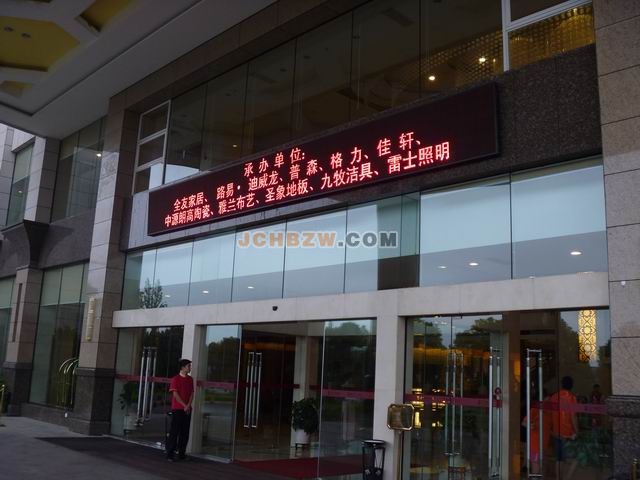 承办单位:
全友家居、路易·迪威龙、普森、格力、佳轩、
中源朗高陶瓷、雅兰布艺、圣象地板、九牧洁具、雷士照明
JCHBZW.COM